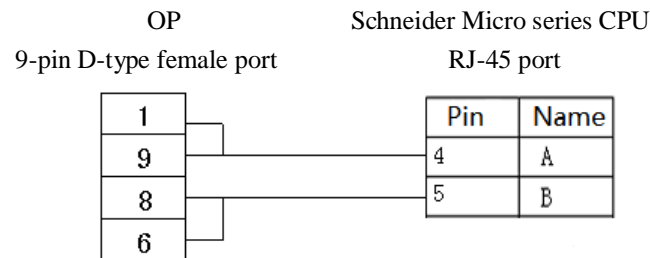 OP Schneider Micro series CPU
9-pin D-type female port RJ-45 port
1 Pin Name
9 4 A
8 5 B
6